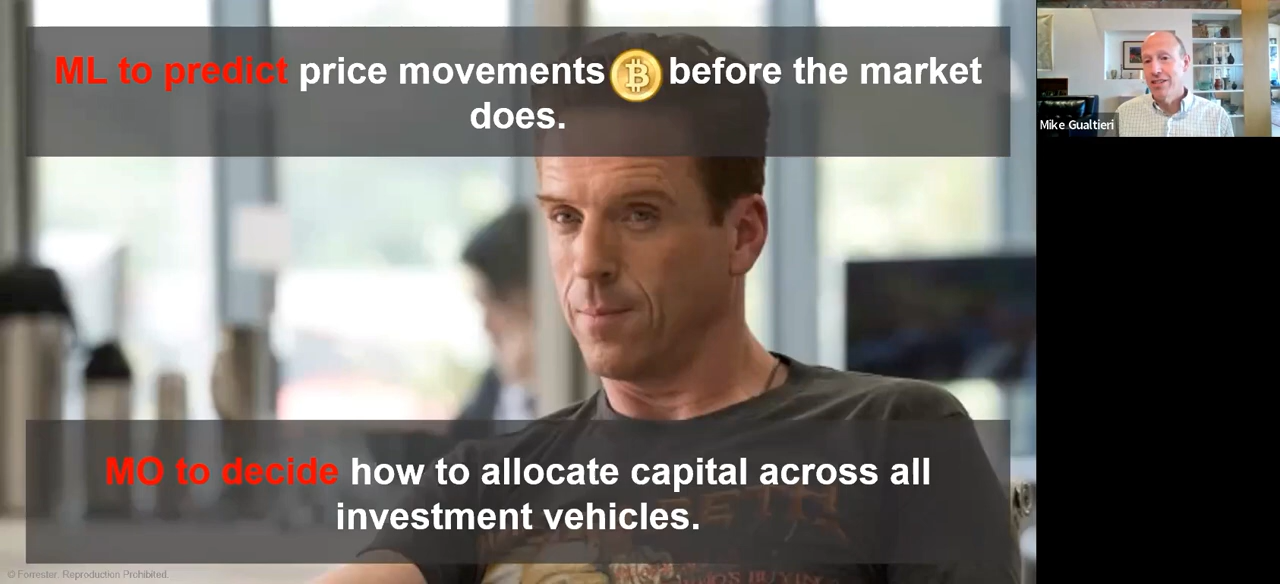 ML to predict price movements ₿ before the market
does.
Mike Gualtieri
MO to decide how to allocate capital across all
investment vehicles.
© Forrester. Reproduction Prohibited.